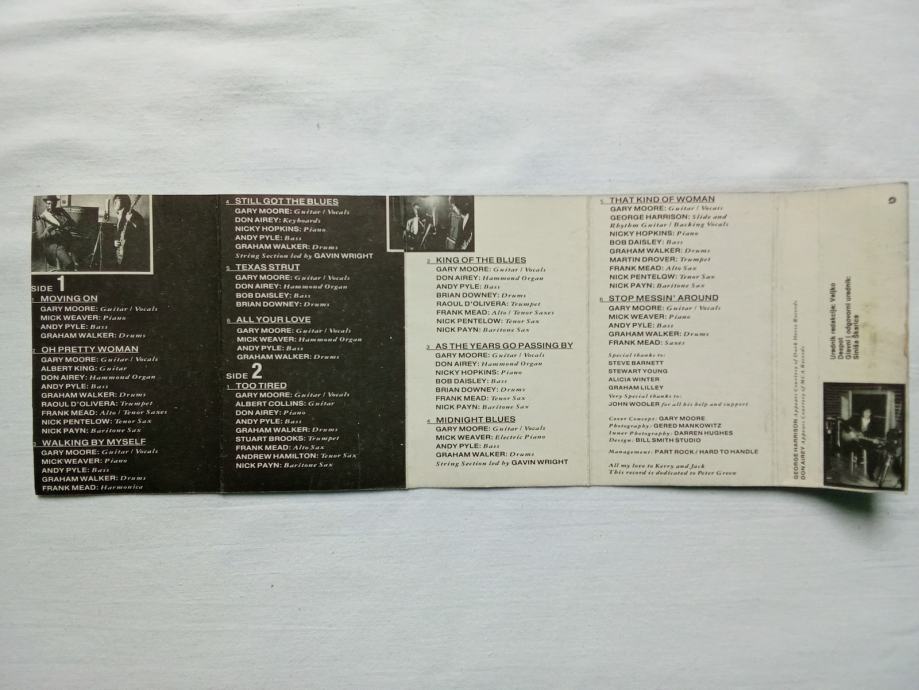 SIDE 1
1 MOVING ON
GARY MOORE: Guitar / Vocals
MICK WEAVER: Piano
ANDY PYLE: Bass
GRAHAM WALKER: Drums
2 OH PRETTY WOMAN
GARY MOORE: Guitar / Vocals
ALBERT KING: Guitar
DON AIREY: Hammond Organ
ANDY PYLE: Bass
GRAHAM WALKER: Drums
RAOUL D'OLIVERA: Trumpet
FRANK MEAD: Alto / Tenor Saxes
NICK PENTELOW: Tenor Sax
NICK PAYN: Baritone Sax
3 WALKING BY MYSELF
GARY MOORE: Guitar / Vocals
MICK WEAVER: Piano
ANDY PYLE: Bass
GRAHAM WALKER: Drums
FRANK MEAD: Harmonica
4 STILL GOT THE BLUES
GARY MOORE: Guitar / Vocals
DON AIREY: Keyboards
NICKY HOPKINS: Piano
ANDY PYLE: Bass
GRAHAM WALKER: Drums
String Section led by GAVIN WRIGHT
5 TEXAS STRUT
GARY MOORE: Guitar / Vocals
DON AIREY: Hammond Organ
BOB DAISLEY: Bass
BRIAN DOWNEY: Drums
6 ALL YOUR LOVE
GARY MOORE: Guitar / Vocals
MICK WEAVER: Hammond Organ
ANDY PYLE: Bass
GRAHAM WALKER: Drums
SIDE 2
1 TOO TIRED
GARY MOORE: Guitar / Vocals
ALBERT COLLINS: Guitar
DON AIREY: Piano
ANDY PYLE: Bass
GRAHAM WALKER: Drums
STUART BROOKS: Trumpet
FRANK MEAD: Alto Sax
ANDREW HAMILTON: Tenor Sax
NICK PAYN: Baritone Sax
2 KING OF THE BLUES
GARY MOORE: Guitar / Vocals
DON AIREY: Hammond Organ
ANDY PYLE: Bass
BRIAN DOWNEY: Drums
RAOUL D'OLIVERA: Trumpet
FRANK MEAD: Alto / Tenor Saxes
NICK PENTELOW: Tenor Sax
NICK PAYN: Baritone Sax
3 AS THE YEARS GO PASSING BY
GARY MOORE: Guitar / Vocals
DON AIREY: Hammond Organ
NICKY HOPKINS: Piano
BOB DAISLEY: Bass
BRIAN DOWNEY: Drums
FRANK MEAD: Tenor Sax
NICK PAYN: Baritone Sax
4 MIDNIGHT BLUES
GARY MOORE: Guitar / Vocals
MICK WEAVER: Electric Piano
ANDY PYLE: Bass
GRAHAM WALKER: Drums
String Section led by GAVIN WRIGHT
5 THAT KIND OF WOMAN
GARY MOORE: Guitar / Vocals
GEORGE HARRISON: Slide and
Rhythm Guitar / Backing Vocals
NICKY HOPKINS: Piano
BOB DAISLEY: Bass
GRAHAM WALKER: Drums
MARTIN DROVER: Trumpet
FRANK MEAD: Alto Sax
NICK PENTELOW: Tenor Sax
NICK PAYN: Baritone Sax
6 STOP MESSIN' AROUND
GARY MOORE: Guitar / Vocals
MICK WEAVER: Piano
ANDY PYLE: Bass
GRAHAM WALKER: Drums
FRANK MEAD: Saxes
Special thanks to:
STEVE BARNETT
STEWART YOUNG
ALICIA WINTER
GRAHAM LILLEY
Very Special thanks to:
JOHN WOOLER for all his help and support
Cover Concept: GARY MOORE
Photography: GERED MANKOWITZ
Inner Photography: DARREN HUGHES
Design: BILL SMITH STUDIO
Management: PART ROCK / HARD TO HANDLE
All my love to Kerry and Jack
This record is dedicated to Peter Green
GEORGE HARRISON Appears Courtesy of Dark Horse Records
DON AIREY Appears Courtesy of MCA Records
Urednik redakcije: Veljko
Despot
Glavni i odgovorni urednik:
Siniša Škarica